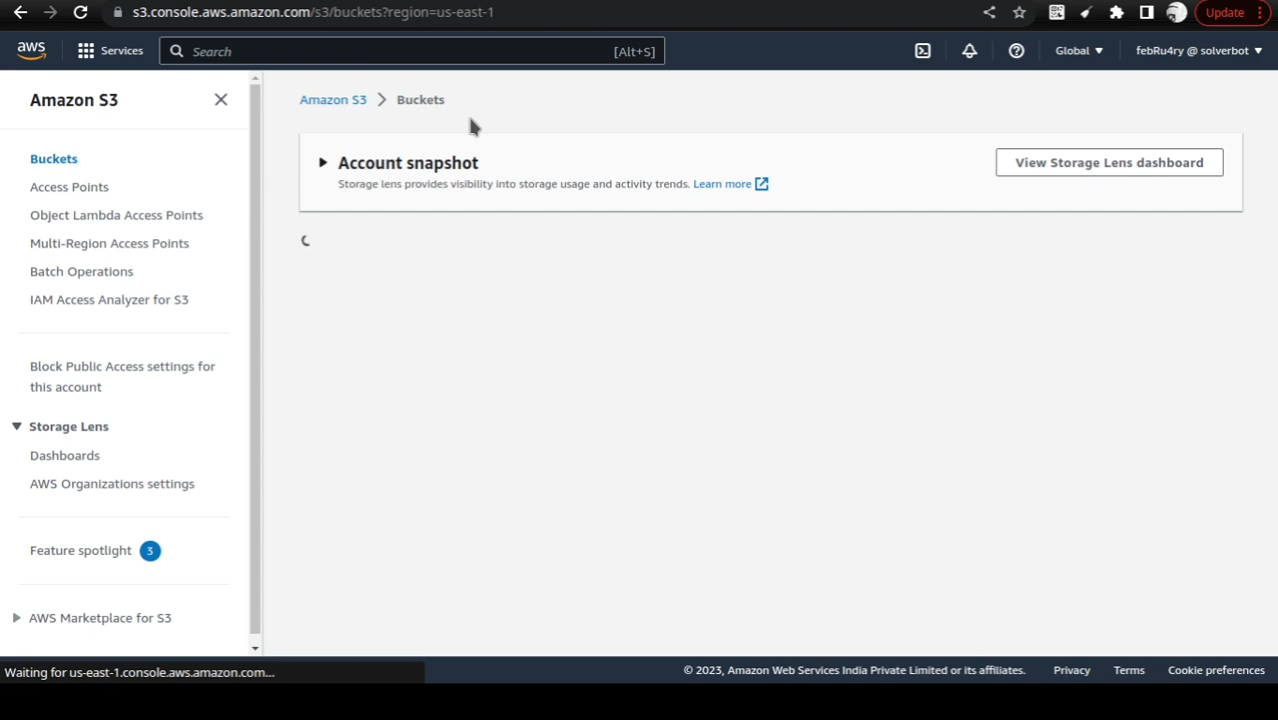 s3.console.aws.amazon.com/s3/buckets?region=us-east-1
Update
aws
Services
Search
[Alt+S]
Global
febRu4ry @ solverbot
Amazon S3
Buckets
Access Points
Object Lambda Access Points
Multi-Region Access Points
Batch Operations
IAM Access Analyzer for S3
Block Public Access settings for
this account
Storage Lens
Dashboards
AWS Organizations settings
Feature spotlight 3
AWS Marketplace for S3
Amazon S3 > Buckets
Account snapshot
Storage lens provides visibility into storage usage and activity trends. Learn more
View Storage Lens dashboard
Waiting for us-east-1.console.aws.amazon.com...
© 2023, Amazon Web Services India Private Limited or its affiliates.
Privacy
Terms
Cookie preferences